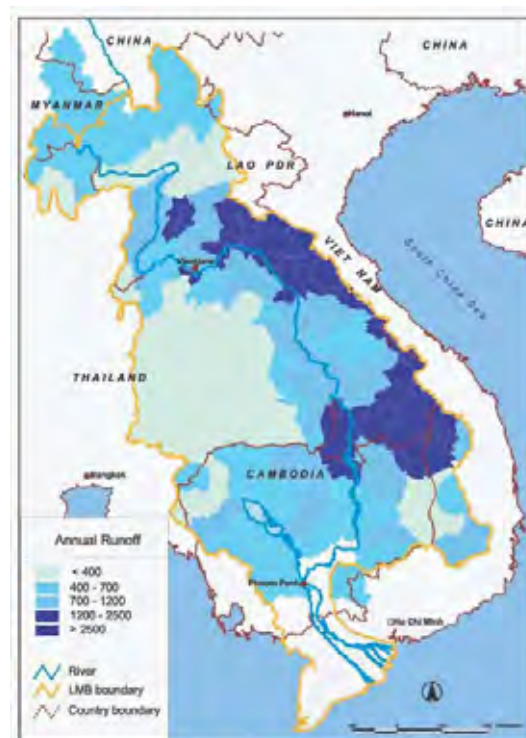 CHINA
CHINA
MYANMAR
Hanoi
LAO PDR
CHINA
VIET NAM
South China Sea
Vientiane
THAILAND
CAMBODIA
Bangkok
Phnom Penh
Ho Chi Minh
Annual Runoff
< 400
400 - 700
700 - 1200
1200 - 2500
> 2500
River
LMB boundary
Country boundary